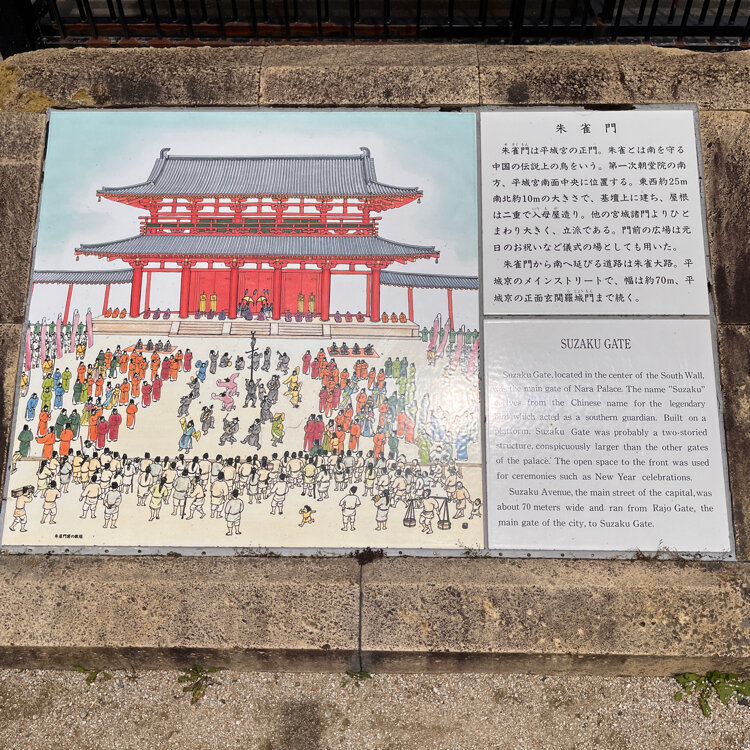 朱雀門
朱雀門は平城宮の正門。朱雀とは南を守る
中国の伝説上の鳥をいう。第一次朝堂院の南
方、平城宮南面中央に位置する。東西約25m
南北約10mの大きさで、基壇上に建ち、屋根
は二重で入母屋造り。他の宮城諸門よりひと
まわり大きく、立派である。門前の広場は元
日のお祝いなど儀式の場としても用いた。
朱雀門から南へ延びる道路は朱雀大路。平
城京のメインストリートで、幅は約70m、平
城京の正面玄関羅城門まで続く。
SUZAKU GATE
Suzaku Gate, located in the center of the South Wall,
the main gate of Nara Palace. The name "Suzaku"
from the Chinese name for the legendary
which acted as a southern guardian. Built on a
platform, Suzaku Gate was probably a two-storied
structure, conspicuously larger than the other gates
of the palace. The open space to the front was used
for ceremonies such as New Year celebrations.
Suzaku Avenue, the main street of the capital, was
about 70 meters wide and ran from Rajo Gate, the
main gate of the city, to Suzaku Gate.